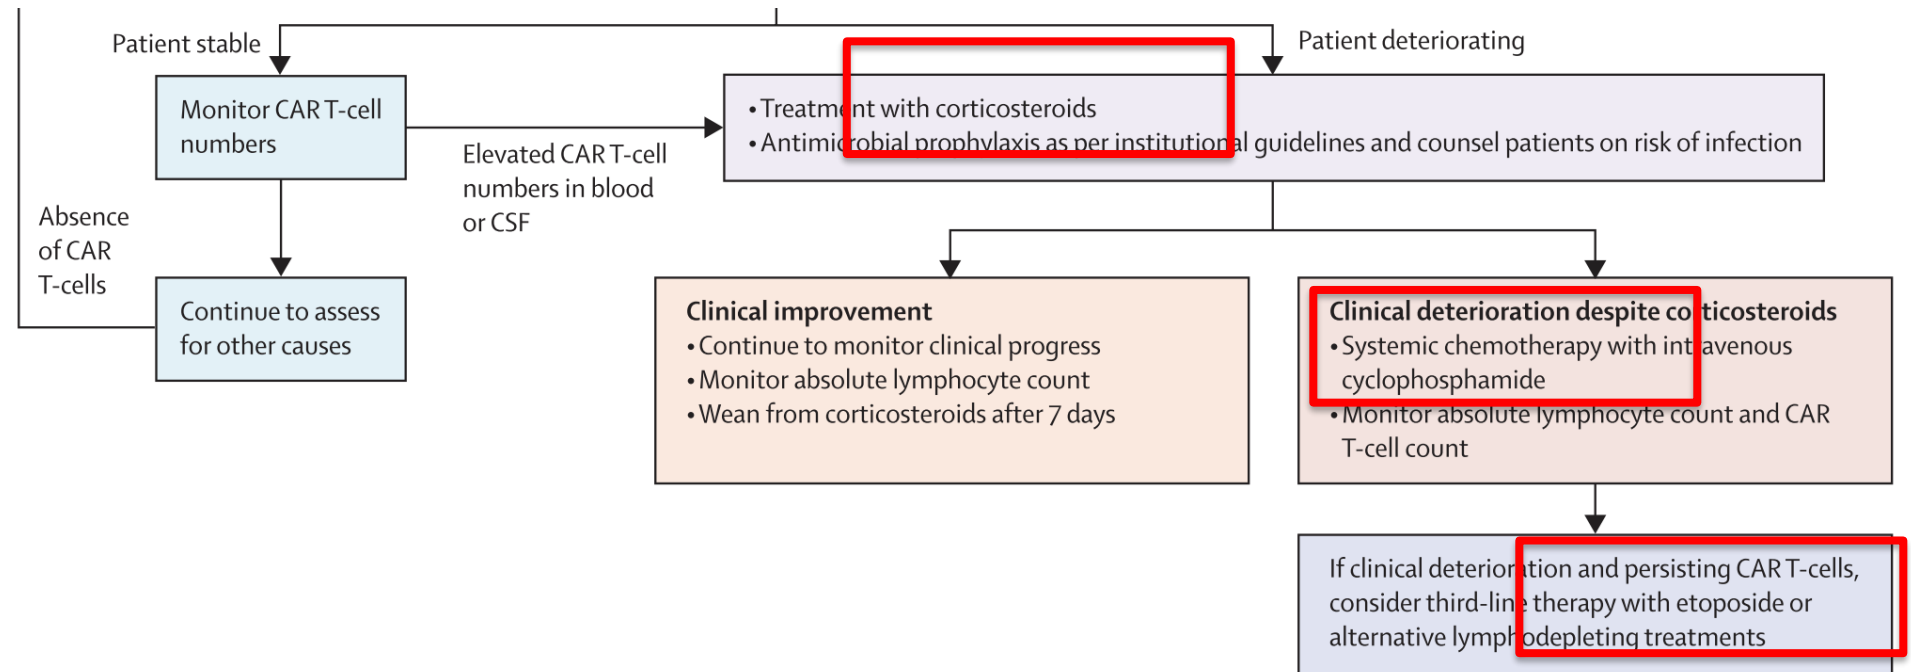 Patient stable
Patient deteriorating
Monitor CAR T-cell
numbers
• Treatment with corticosteroids
• Antimicrobial prophylaxis as per institutional guidelines and counsel patients on risk of infection
Elevated CAR T-cell
numbers in blood
or CSF
Absence
of CAR
T-cells
Continue to assess
for other causes
Clinical improvement
• Continue to monitor clinical progress
• Monitor absolute lymphocyte count
• Wean from corticosteroids after 7 days
Clinical deterioration despite corticosteroids
• Systemic chemotherapy with intravenous
cyclophosphamide
• Monitor absolute lymphocyte count and CAR
T-cell count
If clinical deterioration and persisting CAR T-cells,
consider third-line therapy with etoposide or
alternative lymphodepleting treatments